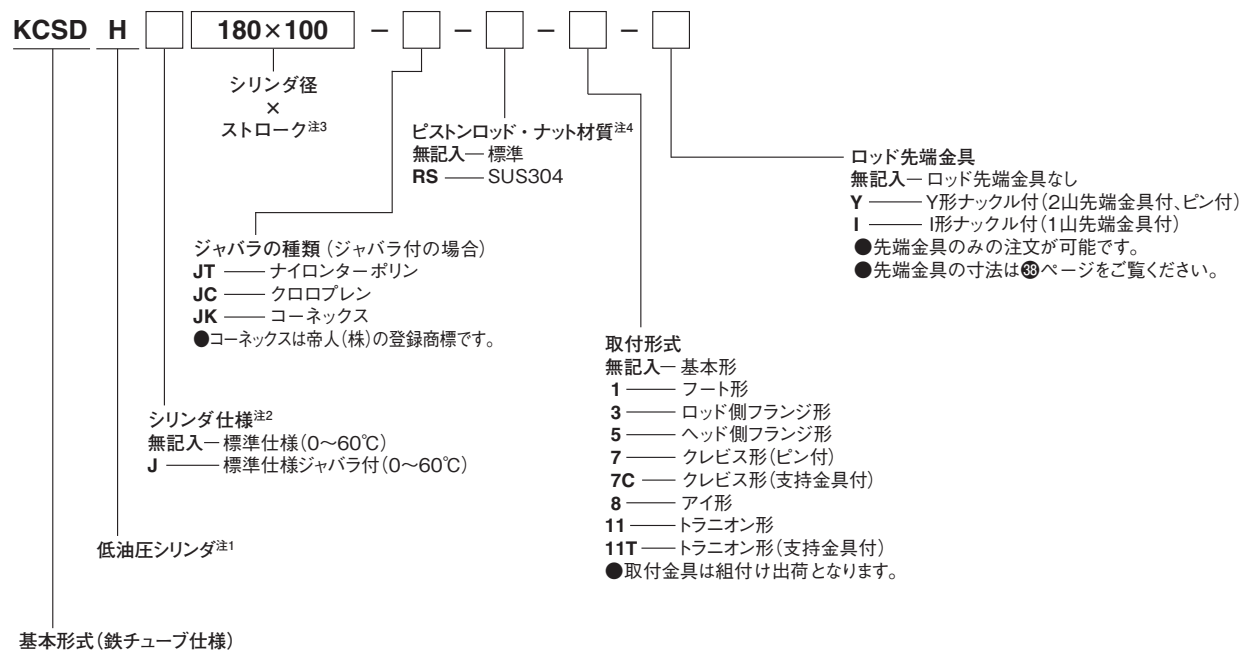 KCSD H □ 180×100 － □ － □ － □ － □
シリンダ径
×
ストローク注3
ピストンロッド・ナット材質注4
無記入─ 標準
RS ── SUS304
ロッド先端金具
無記入─ ロッド先端金具なし
Y ── Y形ナックル付(2山先端金具付、ピン付)
I ── I形ナックル付(1山先端金具付)
●先端金具のみの注文が可能です。
●先端金具の寸法は㊳ページをご覧ください。
ジャバラの種類(ジャバラ付の場合)
JT ── ナイロンターポリン
JC ── クロロプレン
JK ── コーネックス
●コーネックスは帝人(株)の登録商標です。
取付形式
無記入─ 基本形
1 ── フート形
3 ── ロッド側フランジ形
5 ── ヘッド側フランジ形
7 ── クレビス形(ピン付)
7C ── クレビス形(支持金具付)
8 ── アイ形
11 ── トラニオン形
11T ── トラニオン形(支持金具付)
●取付金具は組付け出荷となります。
シリンダ仕様注2
無記入─ 標準仕様(0～60℃)
J ── 標準仕様ジャバラ付(0～60℃)
低油圧シリンダ注1
基本形式(鉄チューブ仕様)